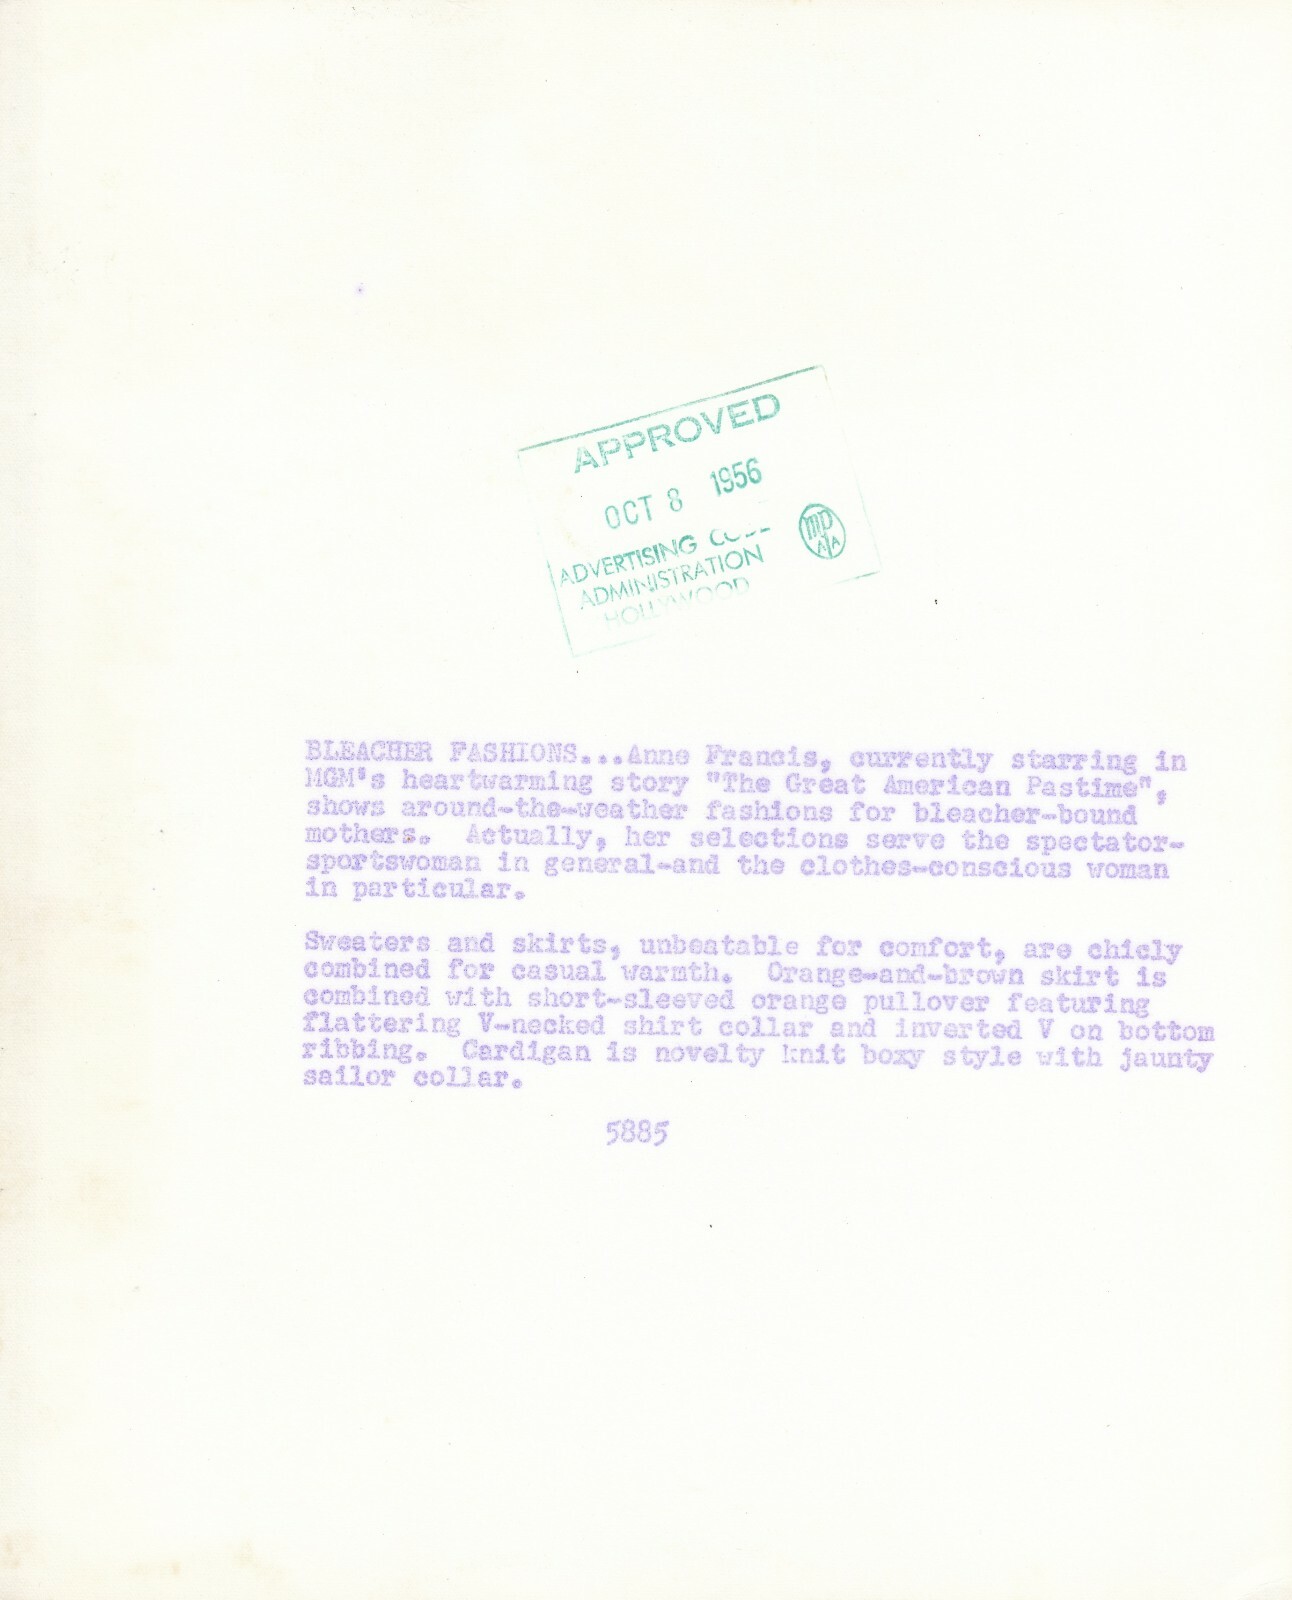 APPROVED
OCT 8 1956
ADVERTISING CODE
ADMINISTRATION
HOLLYWOOD
MPAA
BLEACHER FASHIONS...Anne Francis, currently starring in
MGM's heartwarming story "The Great American Pastime",
shows around-the-weather fashions for bleacher-bound
mothers. Actually, her selections serve the spectator-
sportswoman in general-and the clothes-conscious woman
in particular.
Sweaters and skirts, unbeatable for comfort, are chicly
combined for casual warmth. Orange-and-brown skirt is
combined with short-sleeved orange pullover featuring
flattering V-necked shirt collar and inverted V on bottom
ribbing. Cardigan is novelty knit boxy style with jaunty
sailor collar.
5885